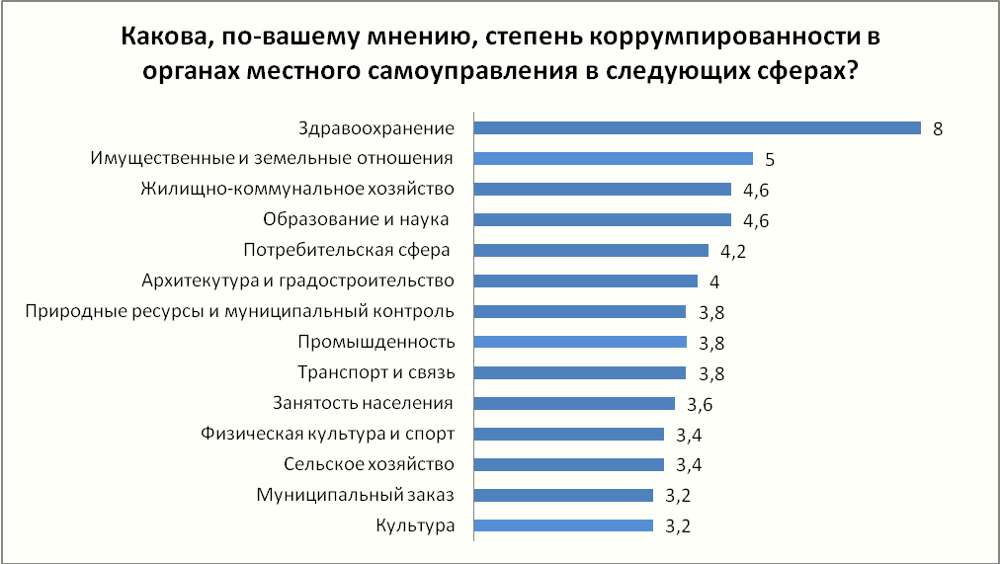 Какова, по-вашему мнению, степень коррумпированности в
органах местного самоуправления в следующих сферах?
Здравоохранение 8
Имущественные и земельные отношения 5
Жилищно-коммунальное хозяйство 4,6
Образование и наука 4,6
Потребительская сфера 4,2
Архитекутура и градостроительство 4
Природные ресурсы и муниципальный контроль 3,8
Промышденность 3,8
Транспорт и связь 3,8
Занятость населения 3,6
Физическая культура и спорт 3,4
Сельское хозяйство 3,4
Муниципальный заказ 3,2
Культура 3,2